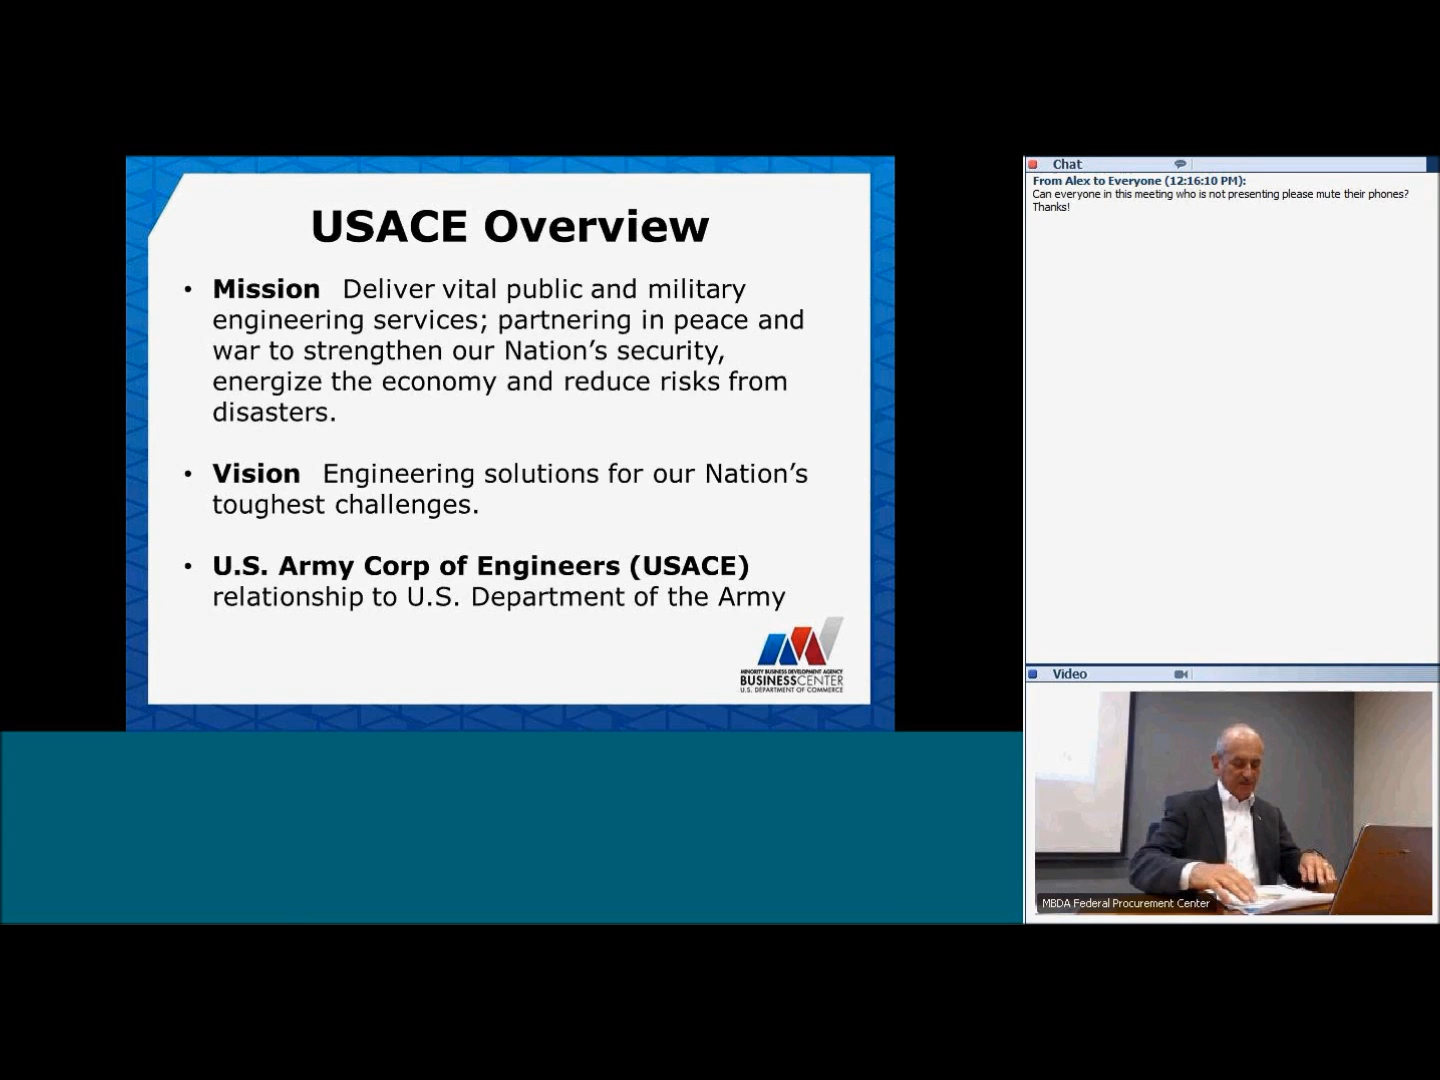 USACE Overview
• Mission Deliver vital public and military
engineering services; partnering in peace and
war to strengthen our Nation's security,
energize the economy and reduce risks from
disasters.
• Vision Engineering solutions for our Nation's
toughest challenges.
• U.S. Army Corp of Engineers (USACE)
relationship to U.S. Department of the Army
MINORITY BUSINESS DEVELOPMENT AGENCY
BUSINESSCENTER
U.S. DEPARTMENT OF COMMERCE
Chat
From Alex to Everyone (12:16:10 PM):
Can everyone in this meeting who is not presenting please mute their phones?
Thanks!
Video
MBDA Federal Procurement Center